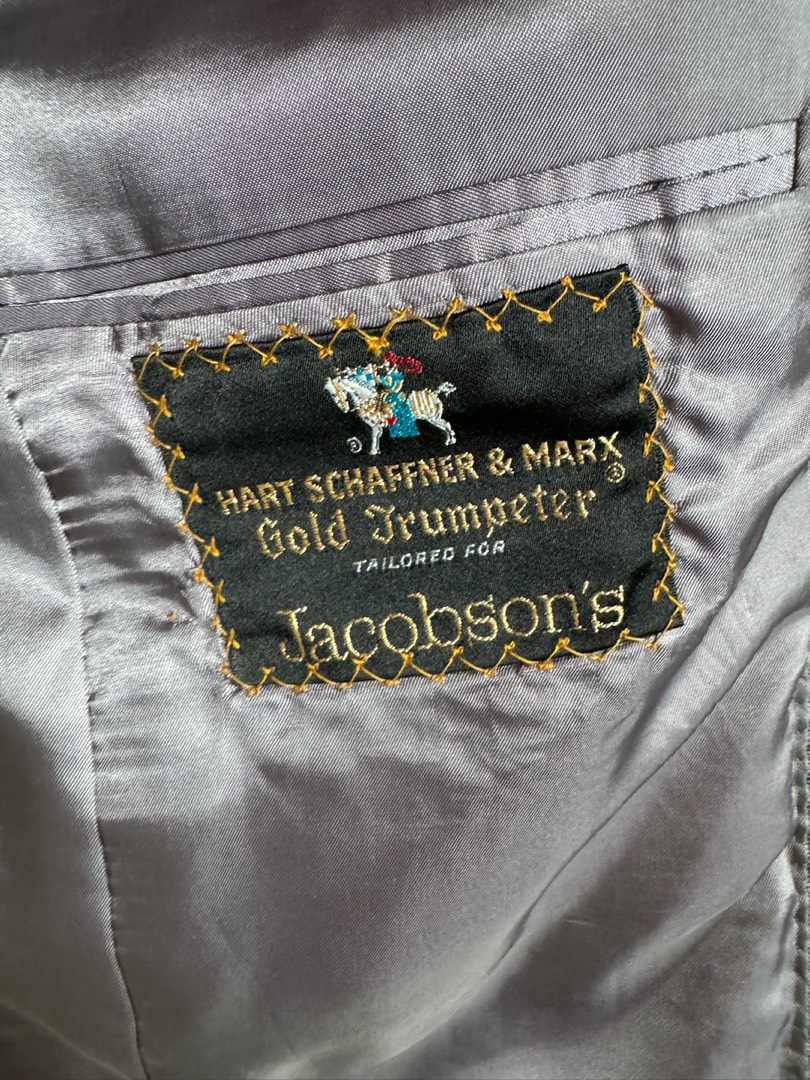 ®
HART SCHAFFNER & MARX ®
Gold Trumpeter
TAILORED FOR
Jacobson's